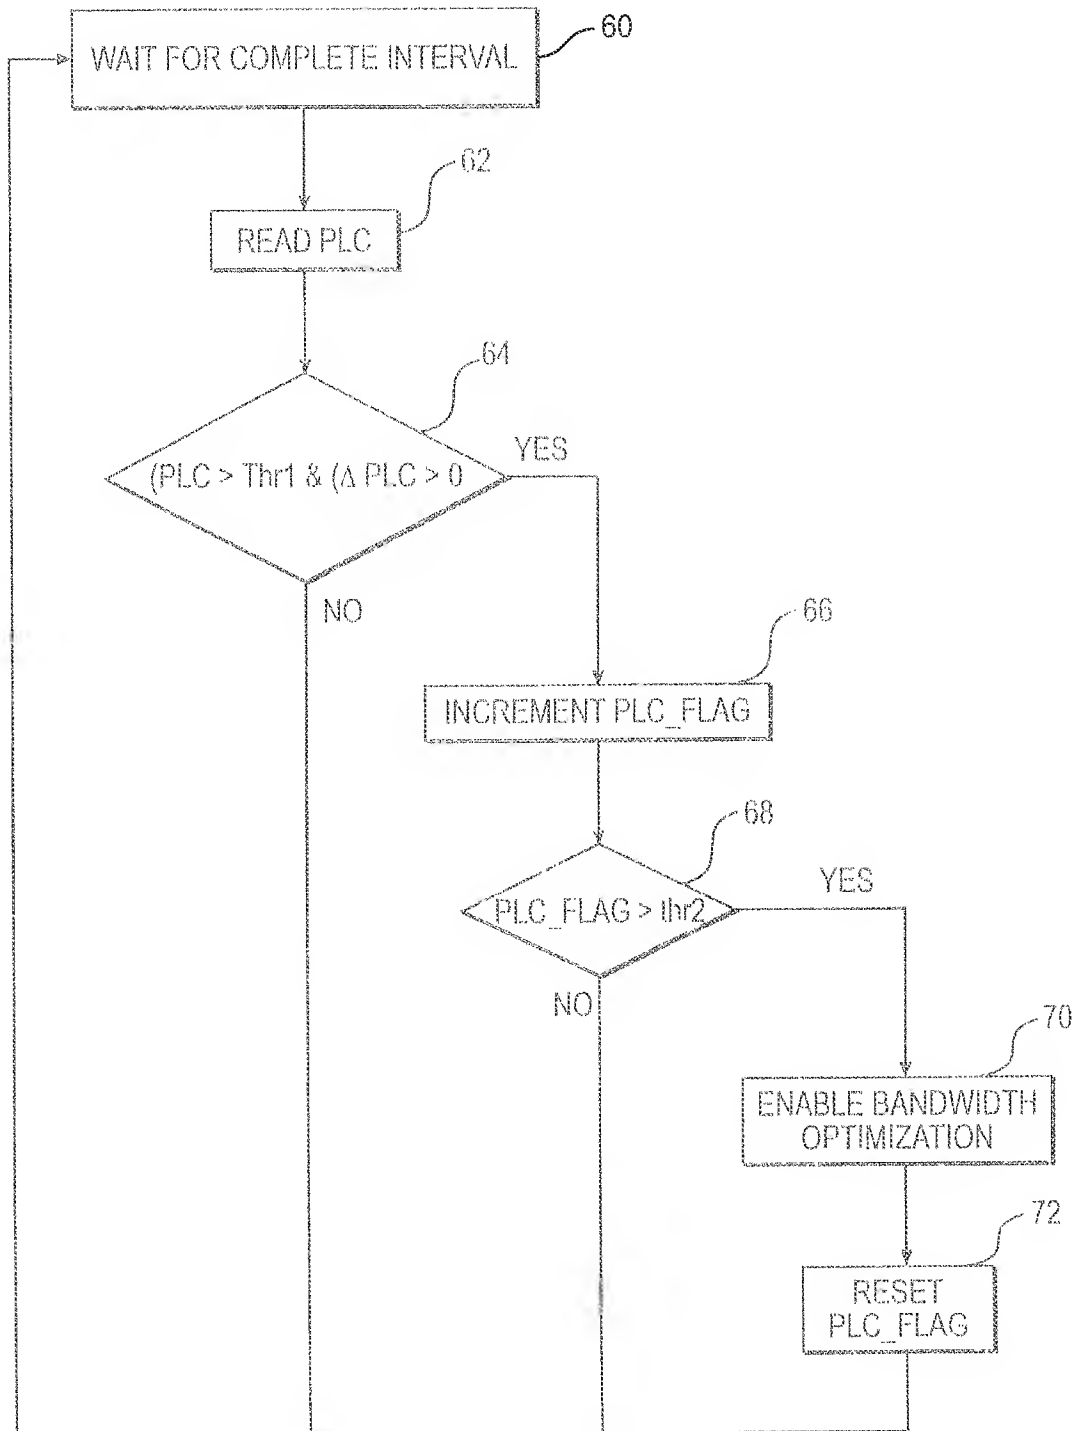 WAIT FOR COMPLETE INTERVAL
60
62
READ PLC
64
(PLC > Thr1 & (Δ PLC > 0
YES
NO
66
INCREMENT PLC_FLAG
68
PLC_FLAG > thr2
YES
NO
70
ENABLE BANDWIDTH
OPTIMIZATION
72
RESET
PLC_FLAG